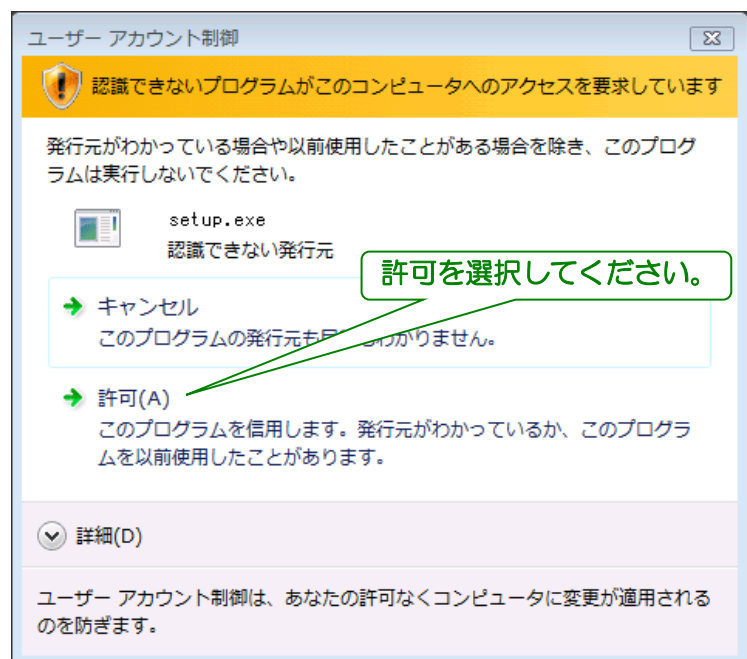 ユーザー アカウント制御
認識できないプログラムがこのコンピュータへのアクセスを要求しています
発行元がわかっている場合や以前使用したことがある場合を除き、このプログ
ラムは実行しないでください。
setup.exe
認識できない発行元
許可を選択してください。
キャンセル
このプログラムの発行元も わかりません。
許可(A)
このプログラムを信用します。発行元がわかっているか、このプログラ
ムを以前使用したことがあります。
詳細(D)
ユーザー アカウント制御は、あなたの許可なくコンピュータに変更が適用される
のを防ぎます。